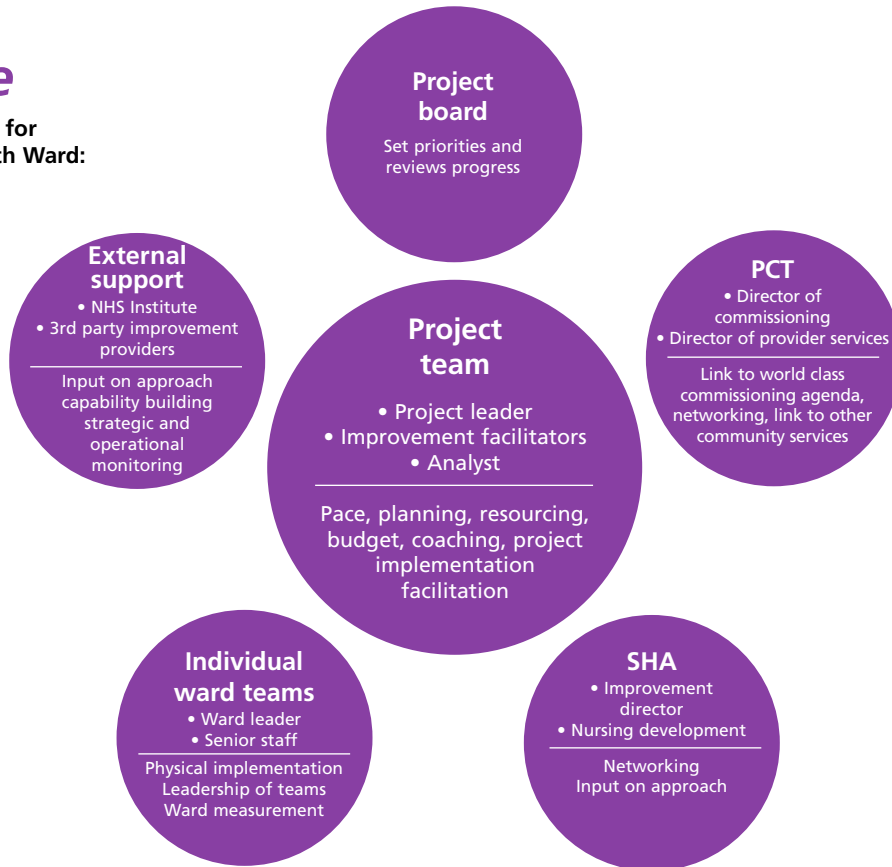 e
for
th Ward:
Project
board
Set priorities and
reviews progress
External
support
• NHS Institute
• 3rd party improvement
providers
Input on approach
capability building
strategic and
operational
monitoring
PCT
• Director of
commissioning
• Director of provider services
Link to world class
commissioning agenda,
networking, link to other
community services
Project
team
• Project leader
• Improvement facilitators
• Analyst
Pace, planning, resourcing,
budget, coaching, project
implementation
facilitation
Individual
ward teams
• Ward leader
• Senior staff
Physical implementation
Leadership of teams
Ward measurement
SHA
• Improvement
director
• Nursing development
Networking
Input on approach